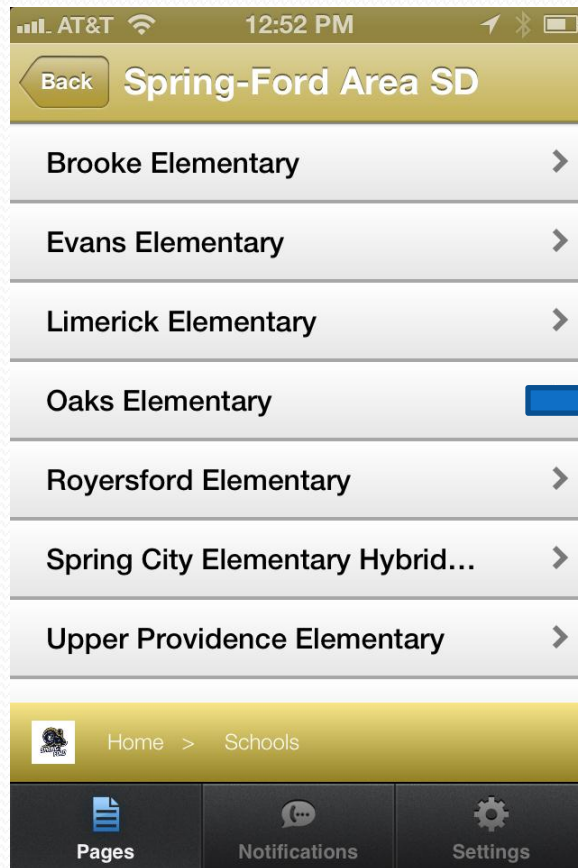 AT&T 12:52 PM
Back Spring-Ford Area SD
Brooke Elementary
Evans Elementary
Limerick Elementary
Oaks Elementary
Royersford Elementary
Spring City Elementary Hybrid...
Upper Providence Elementary
Home > Schools
Pages Notifications Settings